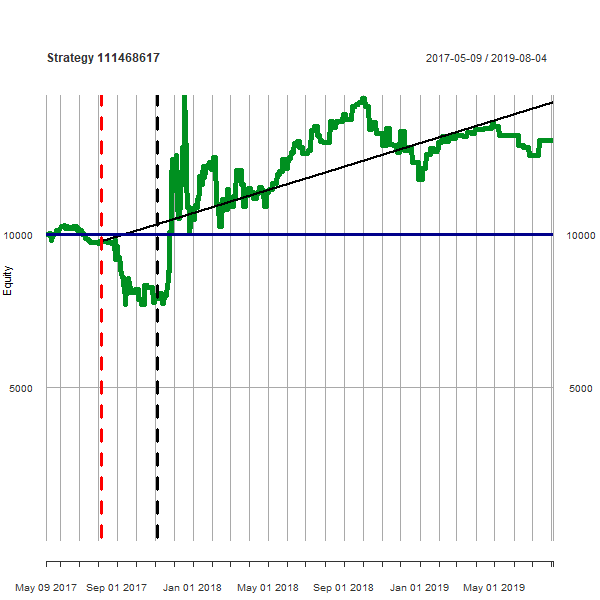 Strategy 111468617
2017-05-09 / 2019-08-04
10000
10000
Equity
5000
5000
May 09 2017 Sep 01 2017 Jan 01 2018 May 01 2018 Sep 01 2018 Jan 01 2019 May 01 2019